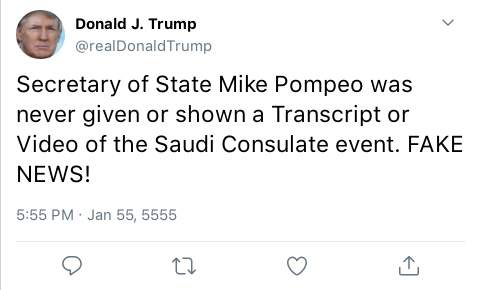 Donald J. Trump
@realDonaldTrump
Secretary of State Mike Pompeo was
never given or shown a Transcript or
Video of the Saudi Consulate event. FAKE
NEWS!
5:55 PM · Jan 55, 5555